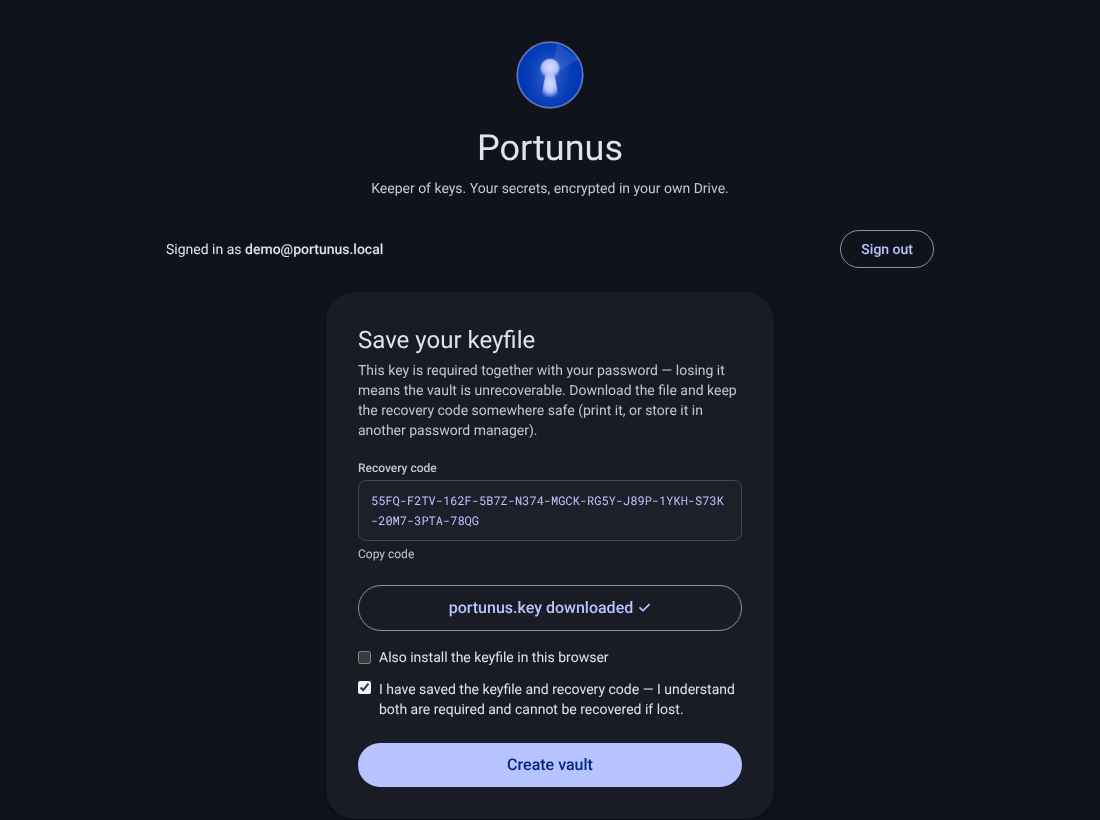 Portunus
Keeper of keys. Your secrets, encrypted in your own Drive.
Signed in as demo@portunus.local
Sign out
Save your keyfile
This key is required together with your password — losing it
means the vault is unrecoverable. Download the file and keep
the recovery code somewhere safe (print it, or store it in
another password manager).
Recovery code
55FQ-F2TV-162F-5B7Z-N374-MGCK-RG5Y-J89P-1YKH-S73K
-20M7-3PTA-78QG
Copy code
portunus.key downloaded ✓
Also install the keyfile in this browser
I have saved the keyfile and recovery code — I understand
both are required and cannot be recovered if lost.
Create vault